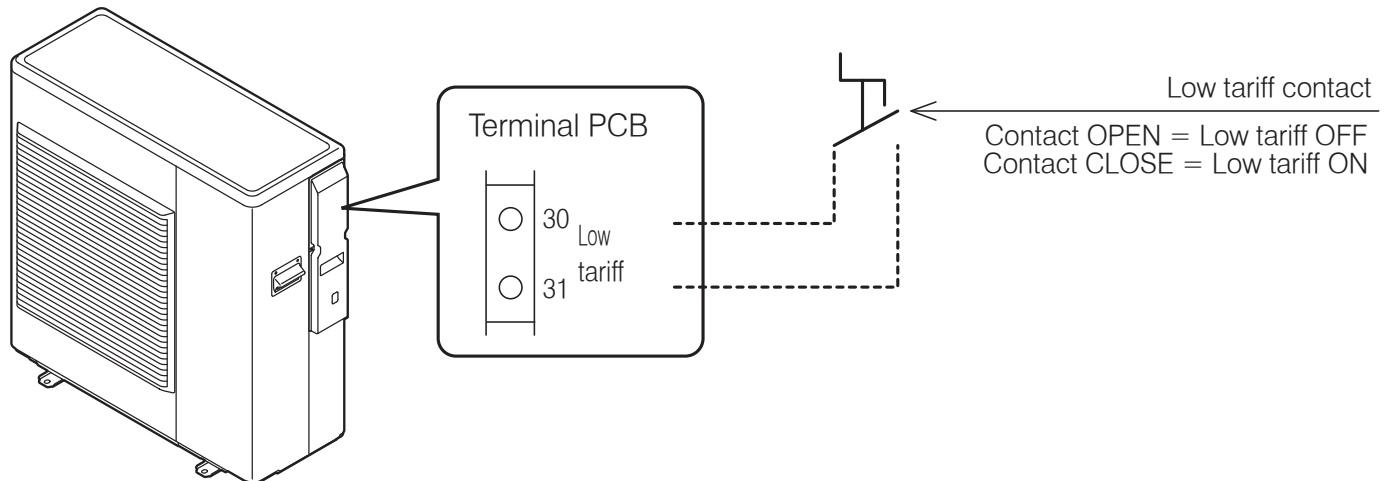 Terminal PCB
30
Low
tariff
31
Low tariff contact
Contact OPEN = Low tariff OFF
Contact CLOSE = Low tariff ON